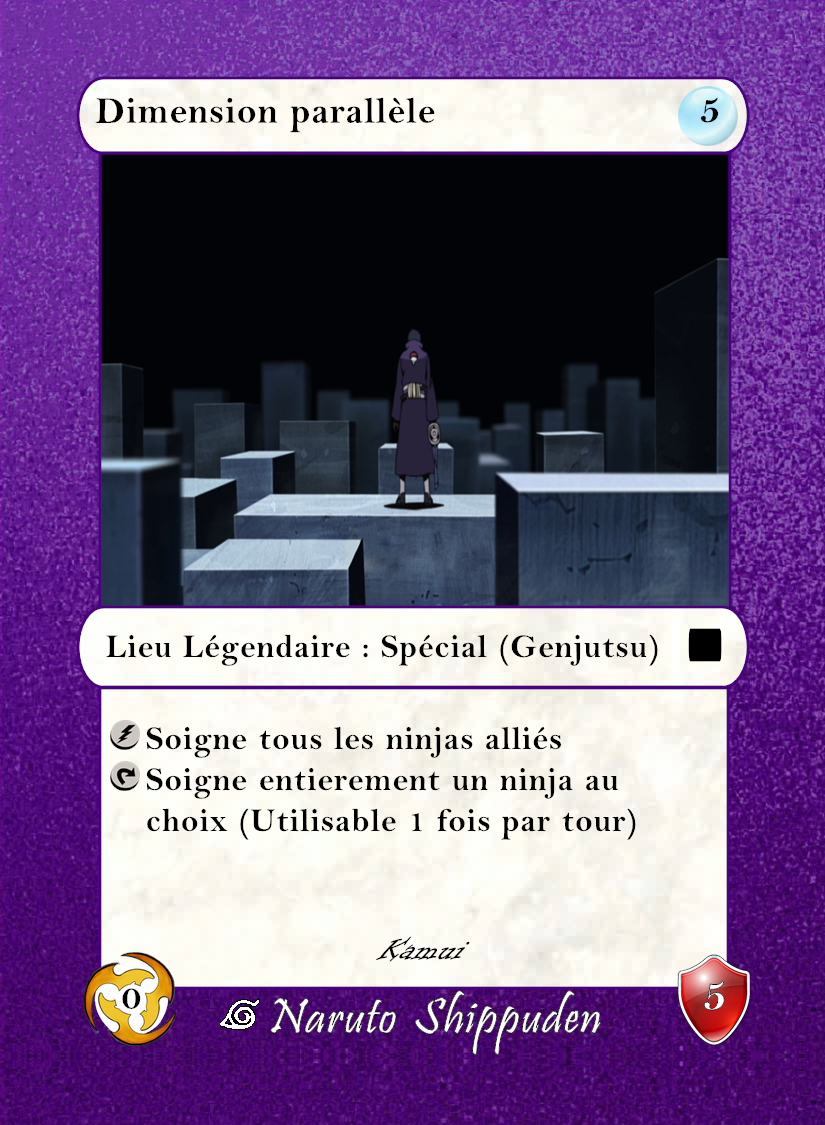 Dimension parallèle
5
Lieu Légendaire : Spécial (Genjutsu)
Soigne tous les ninjas alliés
Soigne entierement un ninja au
choix (Utilisable 1 fois par tour)
Kamui
0
Naruto Shippuden
5